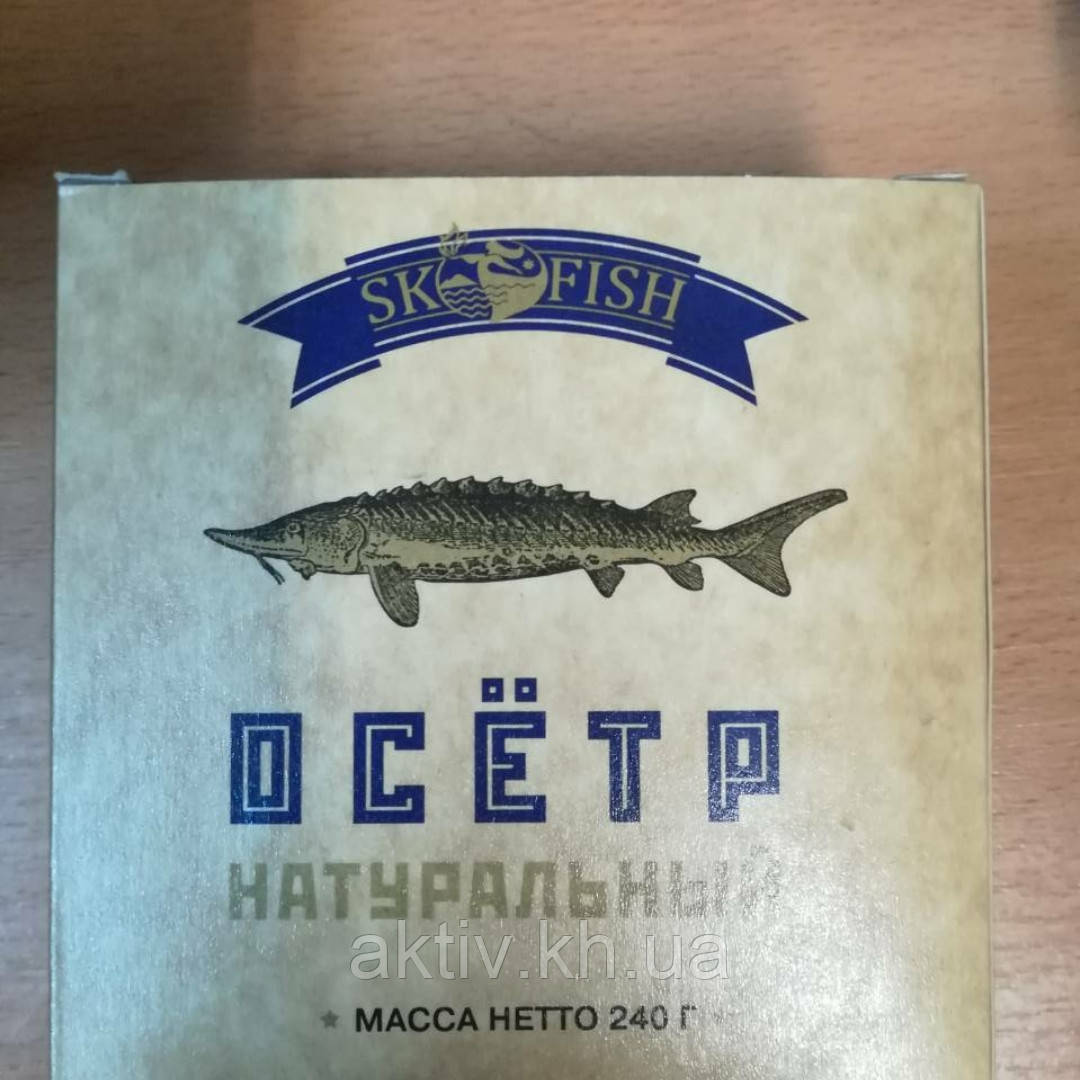 SK FISH
ОСЁТР
НАТУРАЛЬНЫЙ
aktiv.kh.ua
★ МАССА НЕТТО 240 Г